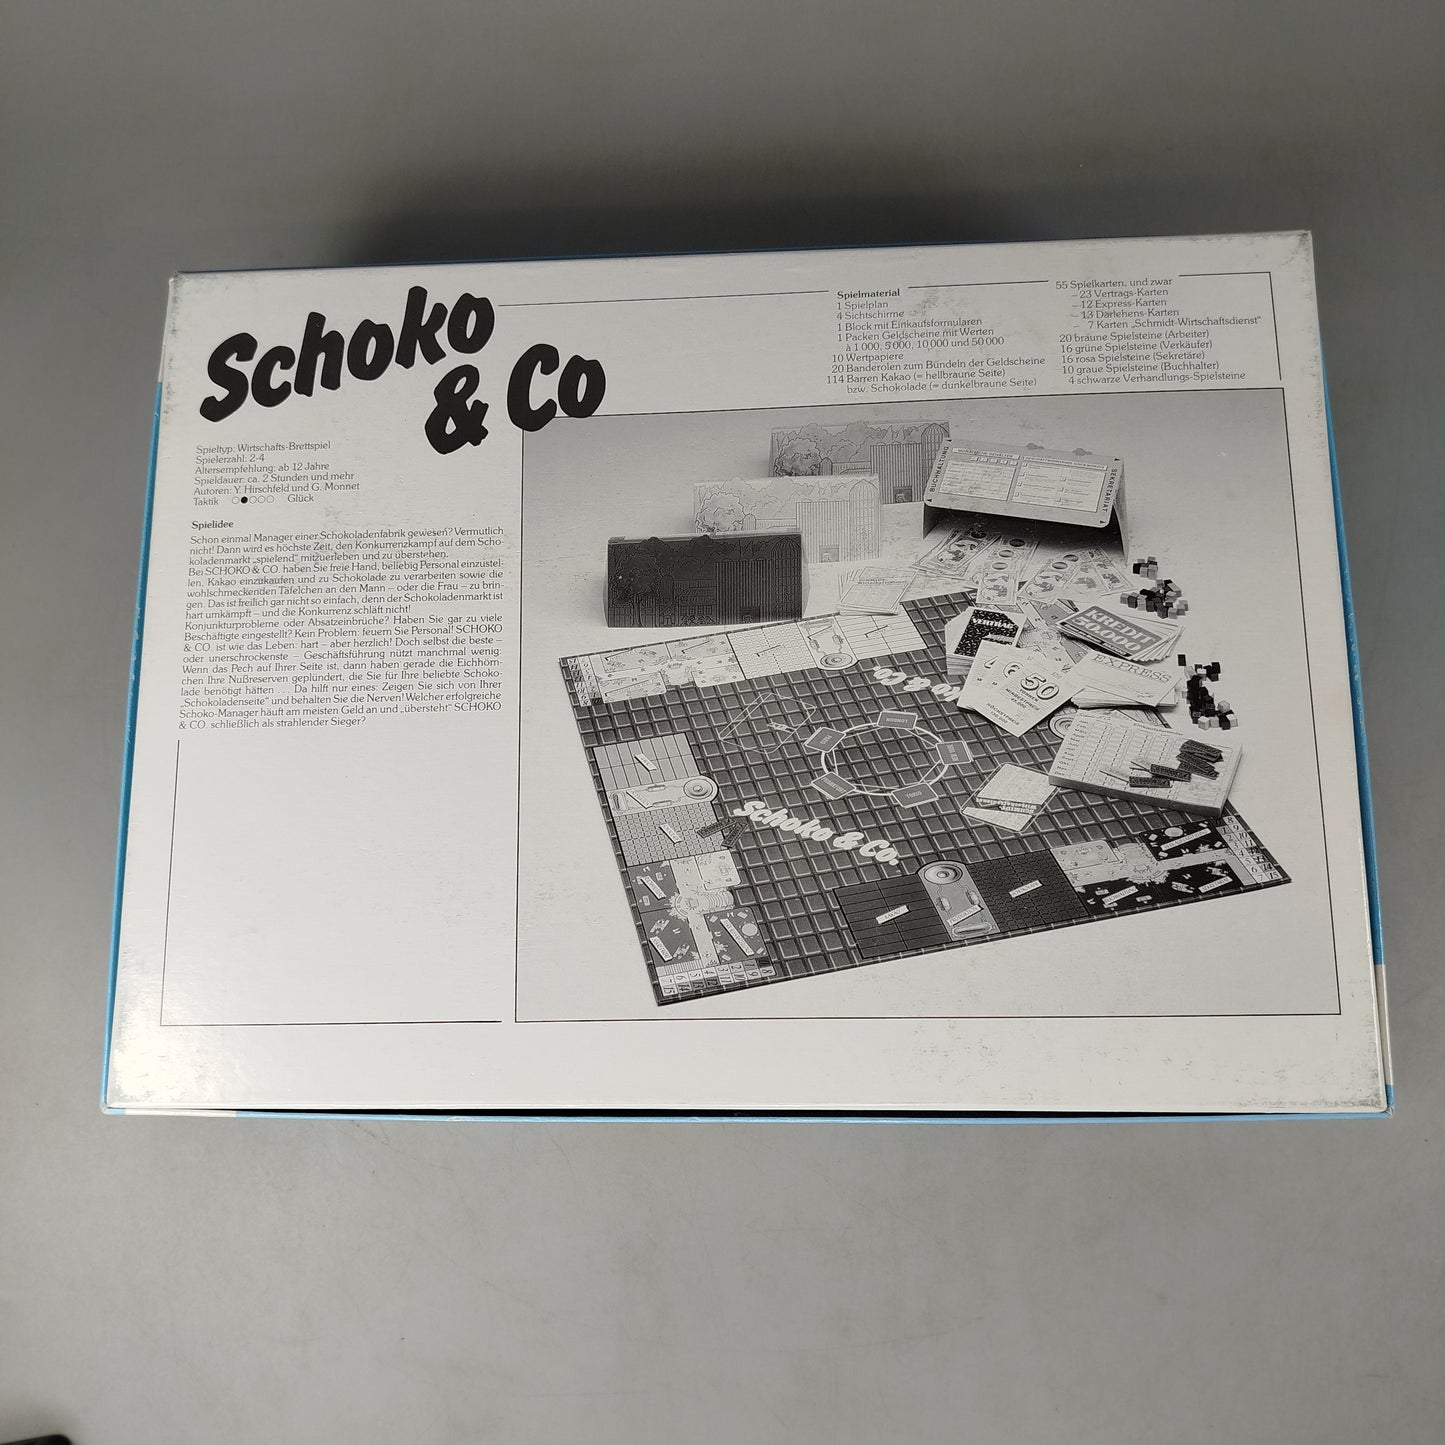 Schoko
& Co
Spieltyp: Wirtschafts-Brettspiel
Spielerzahl: 2-4
Altersempfehlung: ab 12 Jahre
Spieldauer: ca. 2 Stunden und mehr
Autoren: Y. Hirschfeld und G. Monnet
Taktik ○●○○○ Glück
Spielidee
Schon einmal Manager einer Schokoladenfabrik gewesen? Vermutlich
nicht! Dann wird es höchste Zeit, den Konkurrenzkampf auf dem Scho-
koladenmarkt „spielend“ mitzuerleben und zu überstehen.
Bei SCHOKO & CO. haben Sie freie Hand, beliebig Personal einzustel-
len, Kakao einzukaufen und zu Schokolade zu verarbeiten sowie die
wohlschmeckenden Täfelchen an den Mann – oder die Frau – zu brin-
gen. Das ist freilich gar nicht so einfach, denn der Schokoladenmarkt ist
hart umkämpft – und die Konkurrenz schläft nicht!
Konjunkturprobleme oder Absatzeinbrüche? Haben Sie gar zu viele
Beschäftigte eingestellt? Kein Problem: feuern Sie Personal! SCHOKO
& CO. ist wie das Leben: hart – aber herzlich! Doch selbst die beste –
oder unerschrockenste – Geschäftsführung nützt manchmal wenig:
Wenn das Pech auf Ihrer Seite ist, dann haben gerade die Eichhörn-
chen Ihre Nußreserven geplündert, die Sie für Ihre beliebte Schoko-
lade benötigt hätten . . . Da hilft nur eines: Zeigen Sie sich von Ihrer
„Schokoladenseite“ und behalten Sie die Nerven! Welcher erfolgreiche
Schoko-Manager häuft am meisten Geld an und „übersteht“ SCHOKO
& CO. schließlich als strahlender Sieger?
Spielmaterial
1 Spielplan
4 Sichtschirme
1 Block mit Einkaufsformularen
1 Packen Geldscheine mit Werten
à 1 000, 5 000, 10 000 und 50 000
10 Wertpapiere
20 Banderolen zum Bündeln der Geldscheine
114 Barren Kakao (= hellbraune Seite)
bzw. Schokolade (= dunkelbraune Seite)
55 Spielkarten, und zwar
– 23 Vertrags-Karten
– 12 Express-Karten
– 13 Darlehens-Karten
– 7 Karten „Schmidt-Wirtschaftsdienst“
20 braune Spielsteine (Arbeiter)
16 grüne Spielsteine (Verkäufer)
16 rosa Spielsteine (Sekretäre)
10 graue Spielsteine (Buchhalter)
4 schwarze Verhandlungs-Spielsteine
BUCHHALTUNG
SEKRETARIAT
VERTRAG
KREDIT
50.000
EXPRESS
50
LONDON
TOKIO
Schoko & Co.